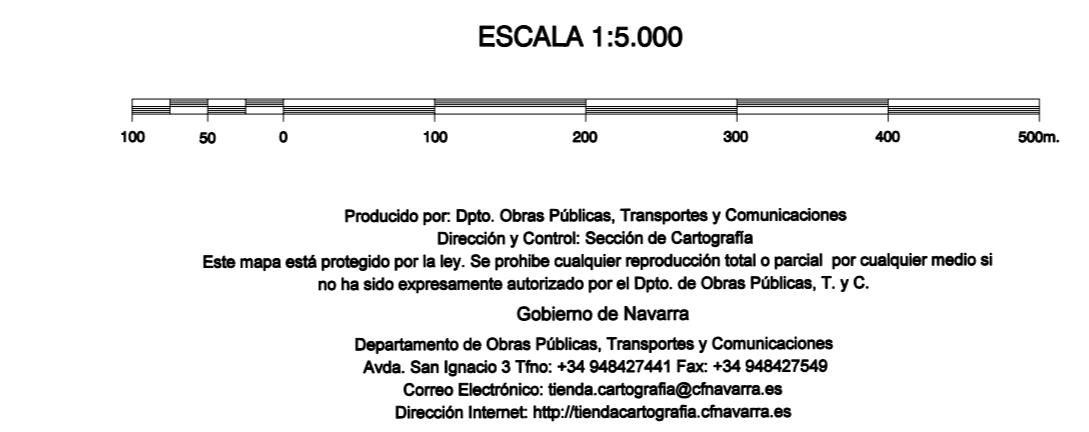 ESCALA 1:5.000
100 50 0 100 200 300 400 500m.
Producido por: Dpto. Obras Públicas, Transportes y Comunicaciones
Dirección y Control: Sección de Cartografía
Este mapa está protegido por la ley. Se prohibe cualquier reproducción total o parcial por cualquier medio si
no ha sido expresamente autorizado por el Dpto. de Obras Públicas, T. y C.
Gobierno de Navarra
Departamento de Obras Públicas, Transportes y Comunicaciones
Avda. San Ignacio 3 Tfno: +34 948427441 Fax: +34 948427549
Correo Electrónico: tienda.cartografia@cfnavarra.es
Dirección Internet: http://tiendacartografia.cfnavarra.es